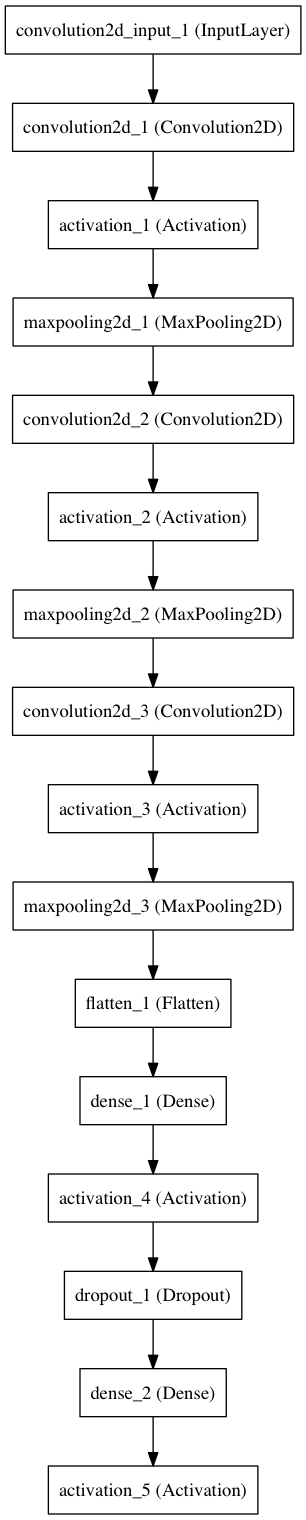 convolution2d_input_1 (InputLayer)
convolution2d_1 (Convolution2D)
activation_1 (Activation)
maxpooling2d_1 (MaxPooling2D)
convolution2d_2 (Convolution2D)
activation_2 (Activation)
maxpooling2d_2 (MaxPooling2D)
convolution2d_3 (Convolution2D)
activation_3 (Activation)
maxpooling2d_3 (MaxPooling2D)
flatten_1 (Flatten)
dense_1 (Dense)
activation_4 (Activation)
dropout_1 (Dropout)
dense_2 (Dense)
activation_5 (Activation)